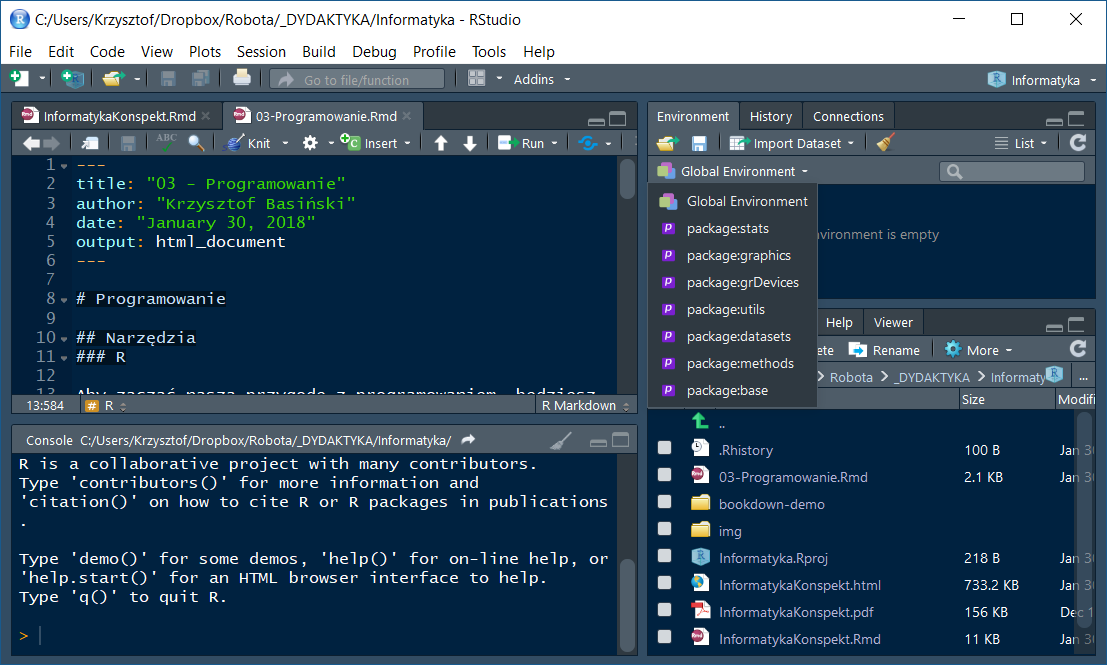 C:/Users/Krzysztof/Dropbox/Robota/_DYDAKTYKA/Informatyka - RStudio
File Edit Code View Plots Session Build Debug Profile Tools Help
Go to file/function Addins Informatyka
InformatykaKonspekt.Rmd 03-Programowanie.Rmd
ABC Knit Insert Run
1 ---
2 title: "03 - Programowanie"
3 author: "Krzysztof Basiński"
4 date: "January 30, 2018"
5 output: html_document
6 ---
7
8 # Programowanie
9
10 ## Narzędzia
11 ### R
12
13 Aby zacząć naszą przygodę z programowaniem, będziesz
13:584 # R R Markdown
Console C:/Users/Krzysztof/Dropbox/Robota/_DYDAKTYKA/Informatyka/
R is a collaborative project with many contributors.
Type 'contributors()' for more information and
'citation()' on how to cite R or R packages in publications
.
Type 'demo()' for some demos, 'help()' for on-line help, or
'help.start()' for an HTML browser interface to help.
Type 'q()' to quit R.
>
Environment History Connections
Import Dataset List
Global Environment
Global Environment
package:stats
package:graphics
package:grDevices
package:utils
package:datasets
package:methods
package:base
vironment is empty
Help Viewer
ete Rename More
Robota _DYDAKTYKA Informaty ...
Size Modifi
..
.Rhistory 100 B Jan 30
03-Programowanie.Rmd 2.1 KB Jan 30
bookdown-demo
img
Informatyka.Rproj 218 B Jan 30
InformatykaKonspekt.html 733.2 KB Jan 30
InformatykaKonspekt.pdf 156 KB Dec 1
InformatykaKonspekt.Rmd 11 KB Jan 30